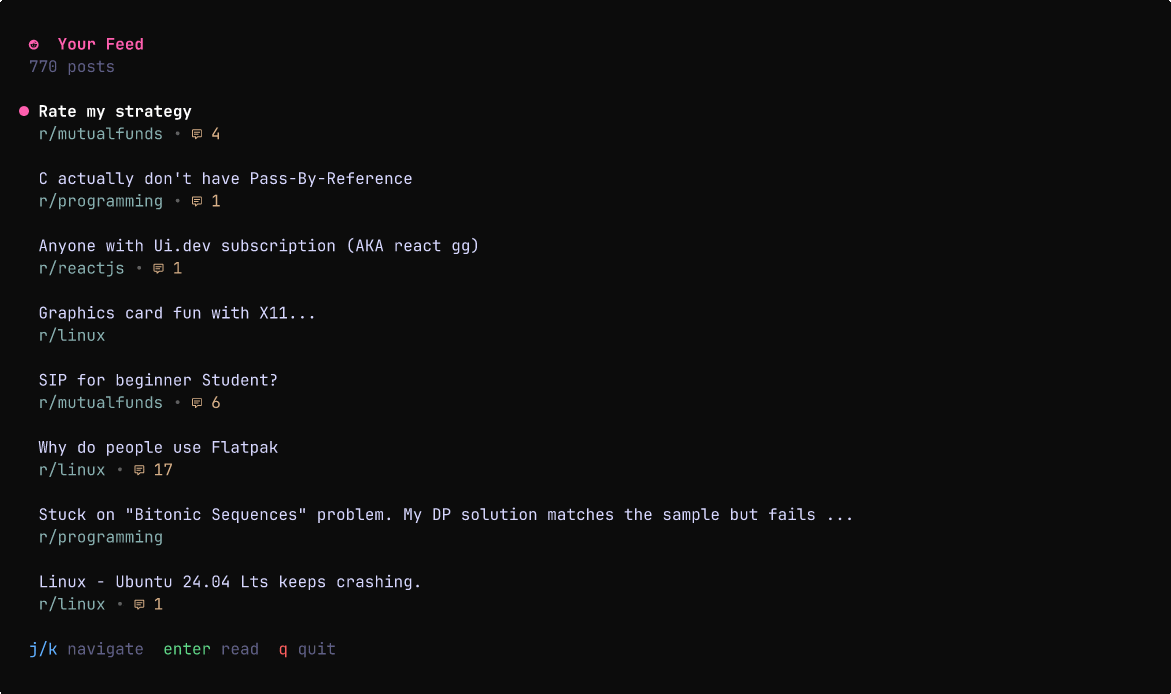 Your Feed
770 posts
Rate my strategy
r/mutualfunds • 4
C actually don't have Pass-By-Reference
r/programming • 1
Anyone with Ui.dev subscription (AKA react gg)
r/reactjs • 1
Graphics card fun with X11...
r/linux
SIP for beginner Student?
r/mutualfunds • 6
Why do people use Flatpak
r/linux • 17
Stuck on "Bitonic Sequences" problem. My DP solution matches the sample but fails ...
r/programming
Linux - Ubuntu 24.04 Lts keeps crashing.
r/linux • 1
j/k navigate enter read q quit